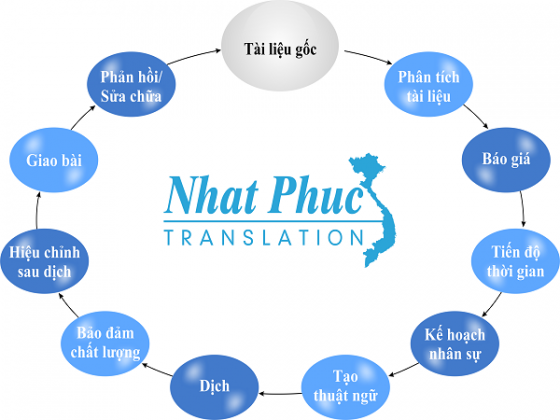 Tài liệu gốc
Phân tích
tài liệu
Báo giá
Tiến độ
thời gian
Kế hoạch
nhân sự
Tạo
thuật ngữ
Dịch
Bảo đảm
chất lượng
Hiệu chỉnh
sau dịch
Giao bài
Phản hồi/
Sửa chữa
Nhat Phuc
TRANSLATION